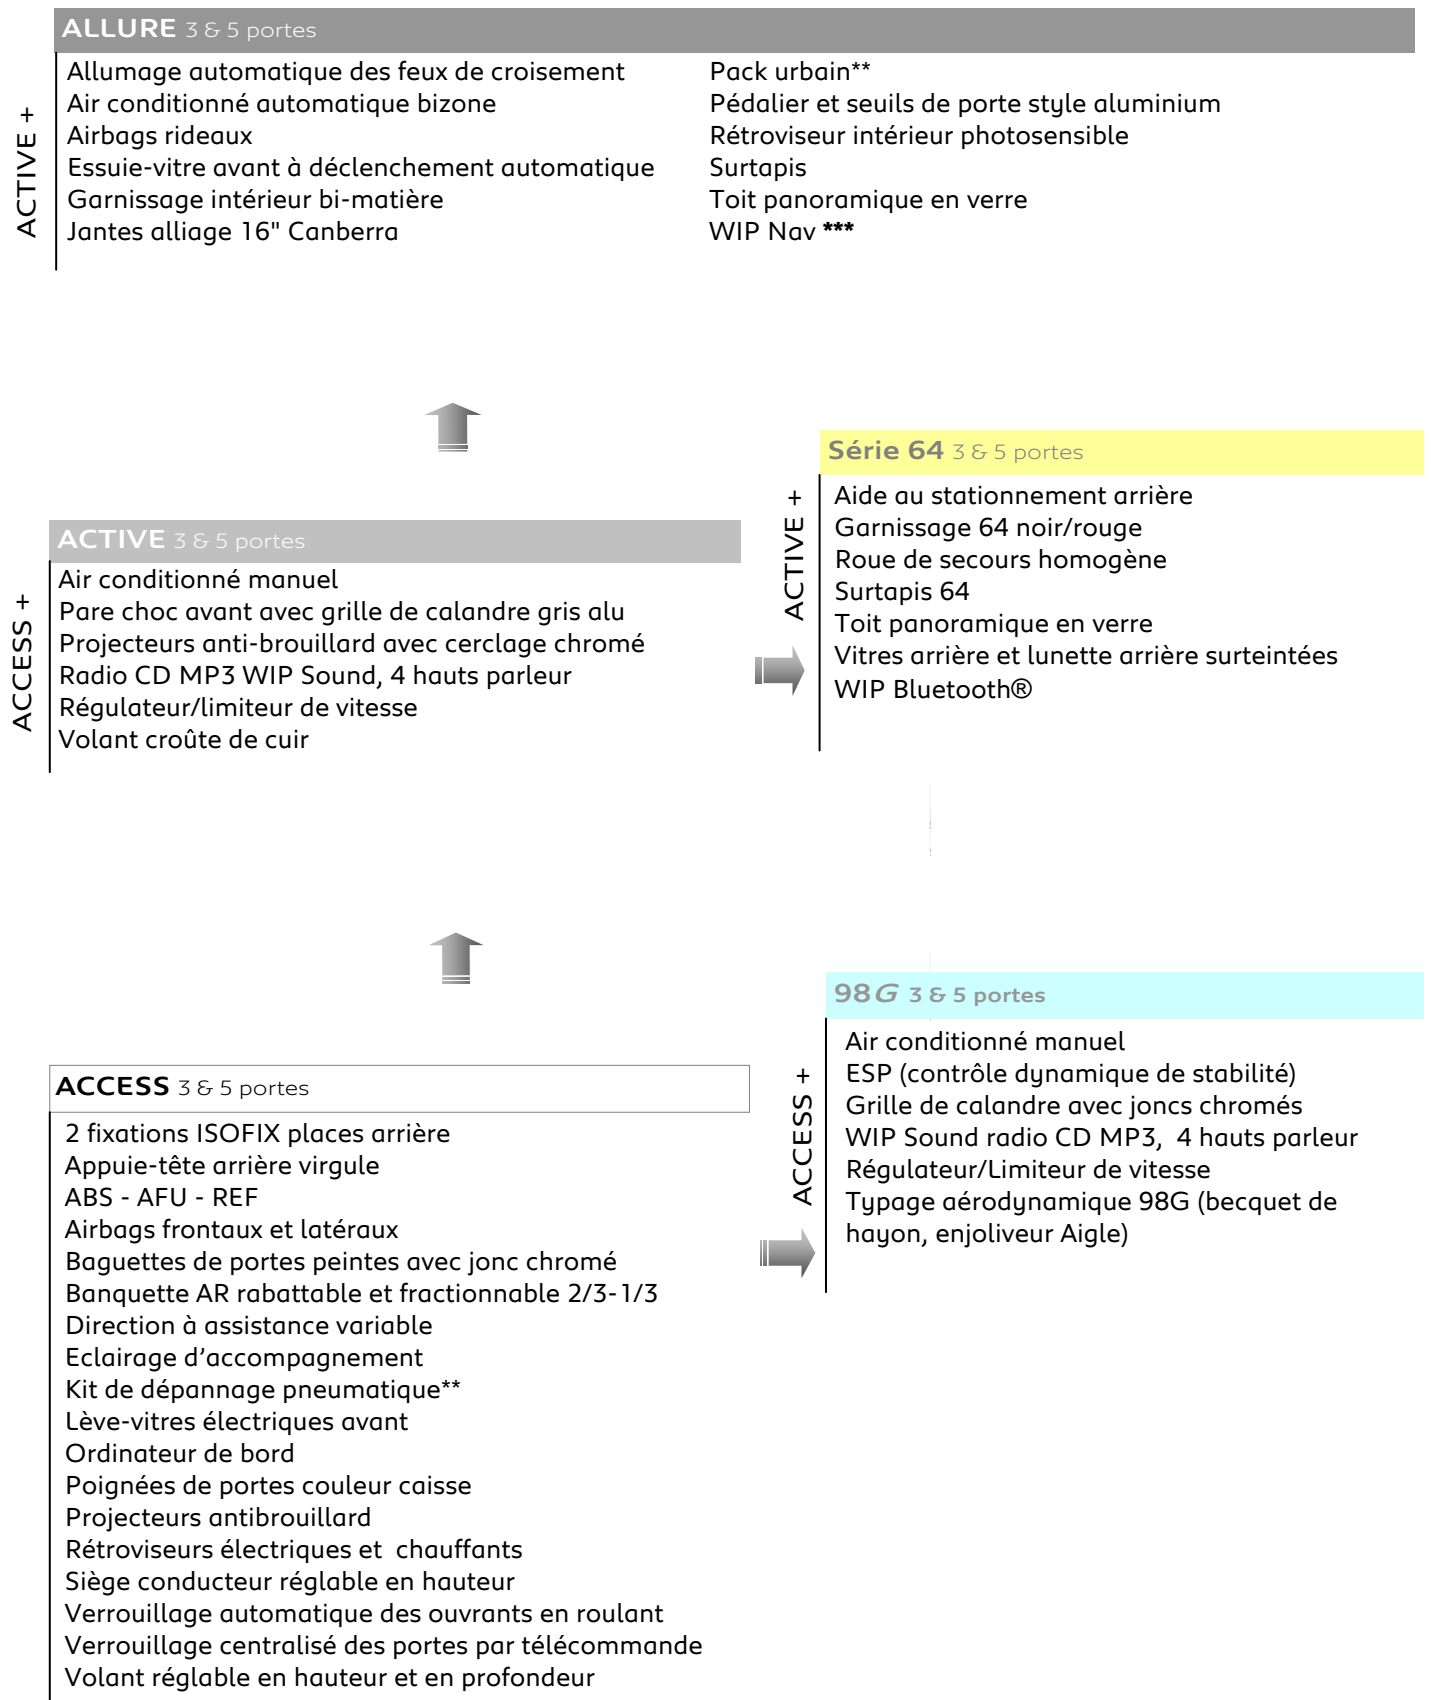 ALLURE 3 & 5 portes
ACTIVE +
Allumage automatique des feux de croisement
Air conditionné automatique bizone
Airbags rideaux
Essuie-vitre avant à déclenchement automatique
Garnissage intérieur bi-matière
Jantes alliage 16" Canberra
Pack urbain**
Pédalier et seuils de porte style aluminium
Rétroviseur intérieur photosensible
Surtapis
Toit panoramique en verre
WIP Nav ***
Série 64 3 & 5 portes
ACTIVE +
Aide au stationnement arrière
Garnissage 64 noir/rouge
Roue de secours homogène
Surtapis 64
Toit panoramique en verre
Vitres arrière et lunette arrière surteintées
WIP Bluetooth®
ACTIVE 3 & 5 portes
ACCESS +
Air conditionné manuel
Pare choc avant avec grille de calandre gris alu
Projecteurs anti-brouillard avec cerclage chromé
Radio CD MP3 WIP Sound, 4 hauts parleur
Régulateur/limiteur de vitesse
Volant croûte de cuir
98G 3 & 5 portes
ACCESS +
Air conditionné manuel
ESP (contrôle dynamique de stabilité)
Grille de calandre avec joncs chromés
WIP Sound radio CD MP3, 4 hauts parleur
Régulateur/Limiteur de vitesse
Typage aérodynamique 98G (becquet de
hayon, enjoliveur Aigle)
ACCESS 3 & 5 portes
2 fixations ISOFIX places arrière
Appuie-tête arrière virgule
ABS - AFU - REF
Airbags frontaux et latéraux
Baguettes de portes peintes avec jonc chromé
Banquette AR rabattable et fractionnable 2/3-1/3
Direction à assistance variable
Eclairage d’accompagnement
Kit de dépannage pneumatique**
Lève-vitres électriques avant
Ordinateur de bord
Poignées de portes couleur caisse
Projecteurs antibrouillard
Rétroviseurs électriques et chauffants
Siège conducteur réglable en hauteur
Verrouillage automatique des ouvrants en roulant
Verrouillage centralisé des portes par télécommande
Volant réglable en hauteur et en profondeur